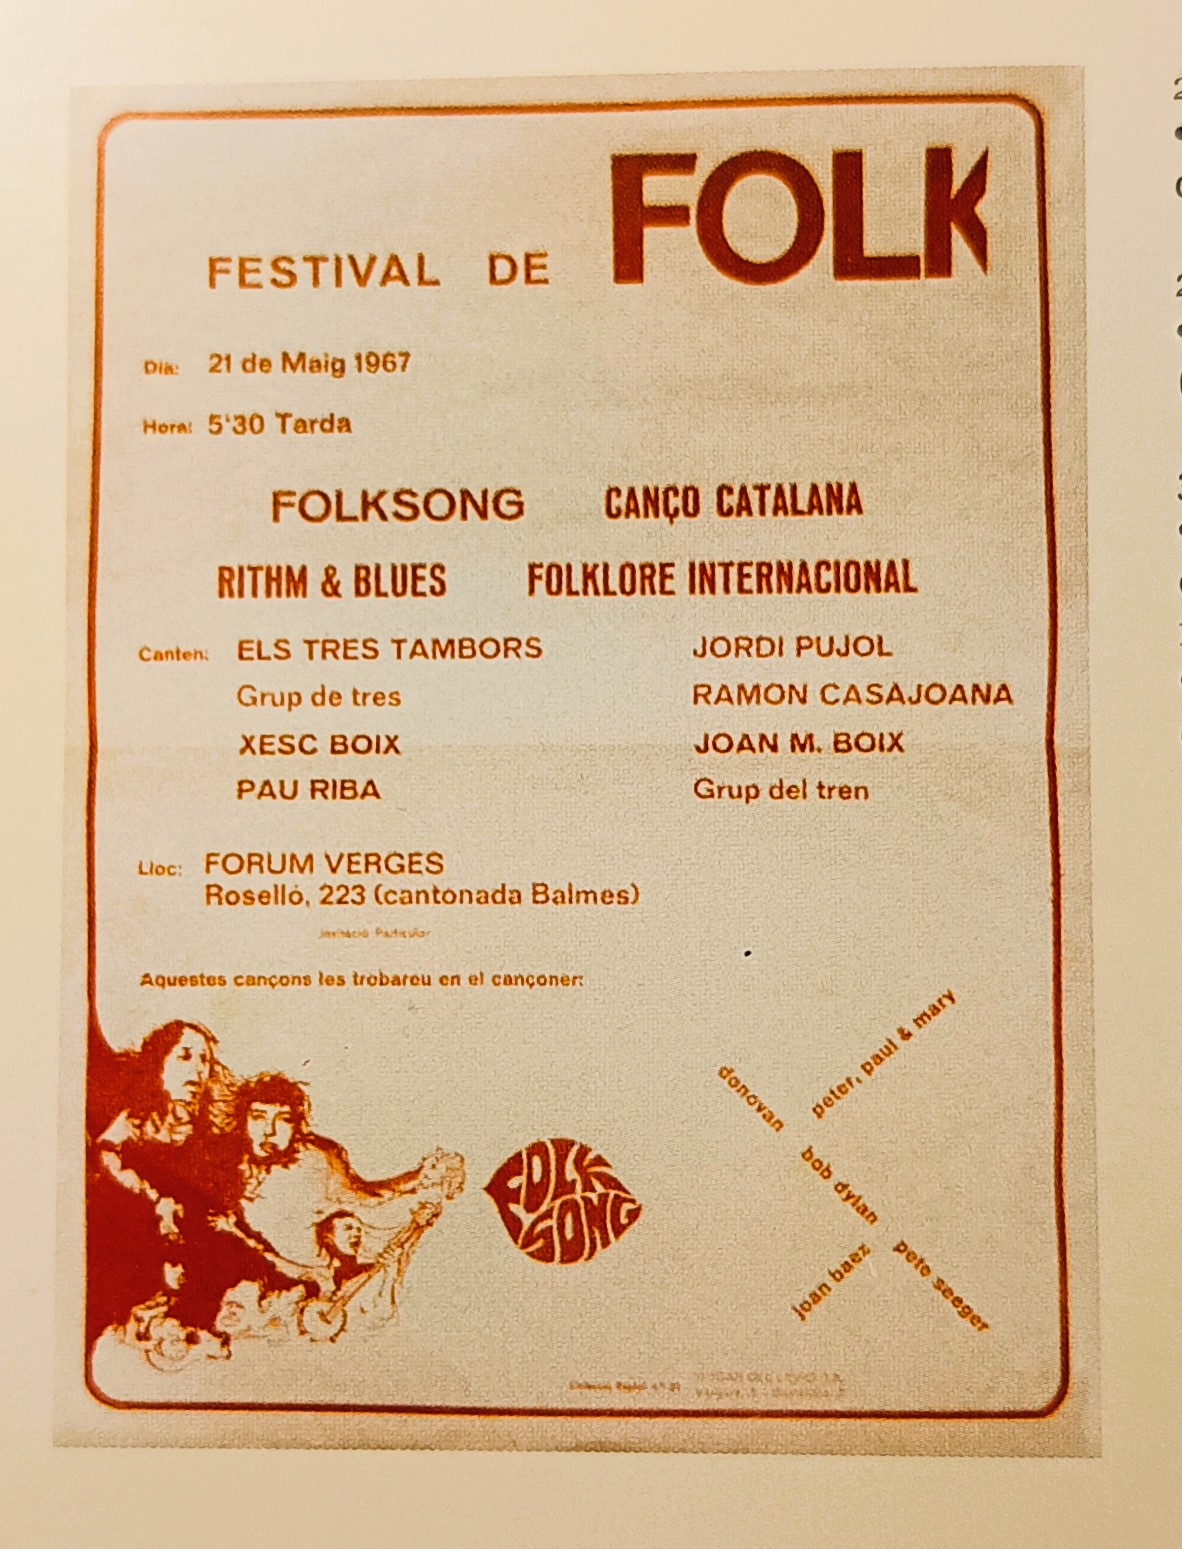 FESTIVAL DE FOLK
Dia: 21 de Maig 1967
Hora: 5'30 Tarda
FOLKSONG CANÇO CATALANA
RITHM & BLUES FOLKLORE INTERNACIONAL
Canten: ELS TRES TAMBORS JORDI PUJOL
Grup de tres RAMON CASAJOANA
XESC BOIX JOAN M. BOIX
PAU RIBA Grup del tren
Lloc: FORUM VERGES
Roselló, 223 (cantonada Balmes)
Invitació Particular
Aquestes cançons les trobareu en el cançoner:
FOLK
SONG
donovan
peter, paul & mary
bob dylan
joan baez
pete seeger